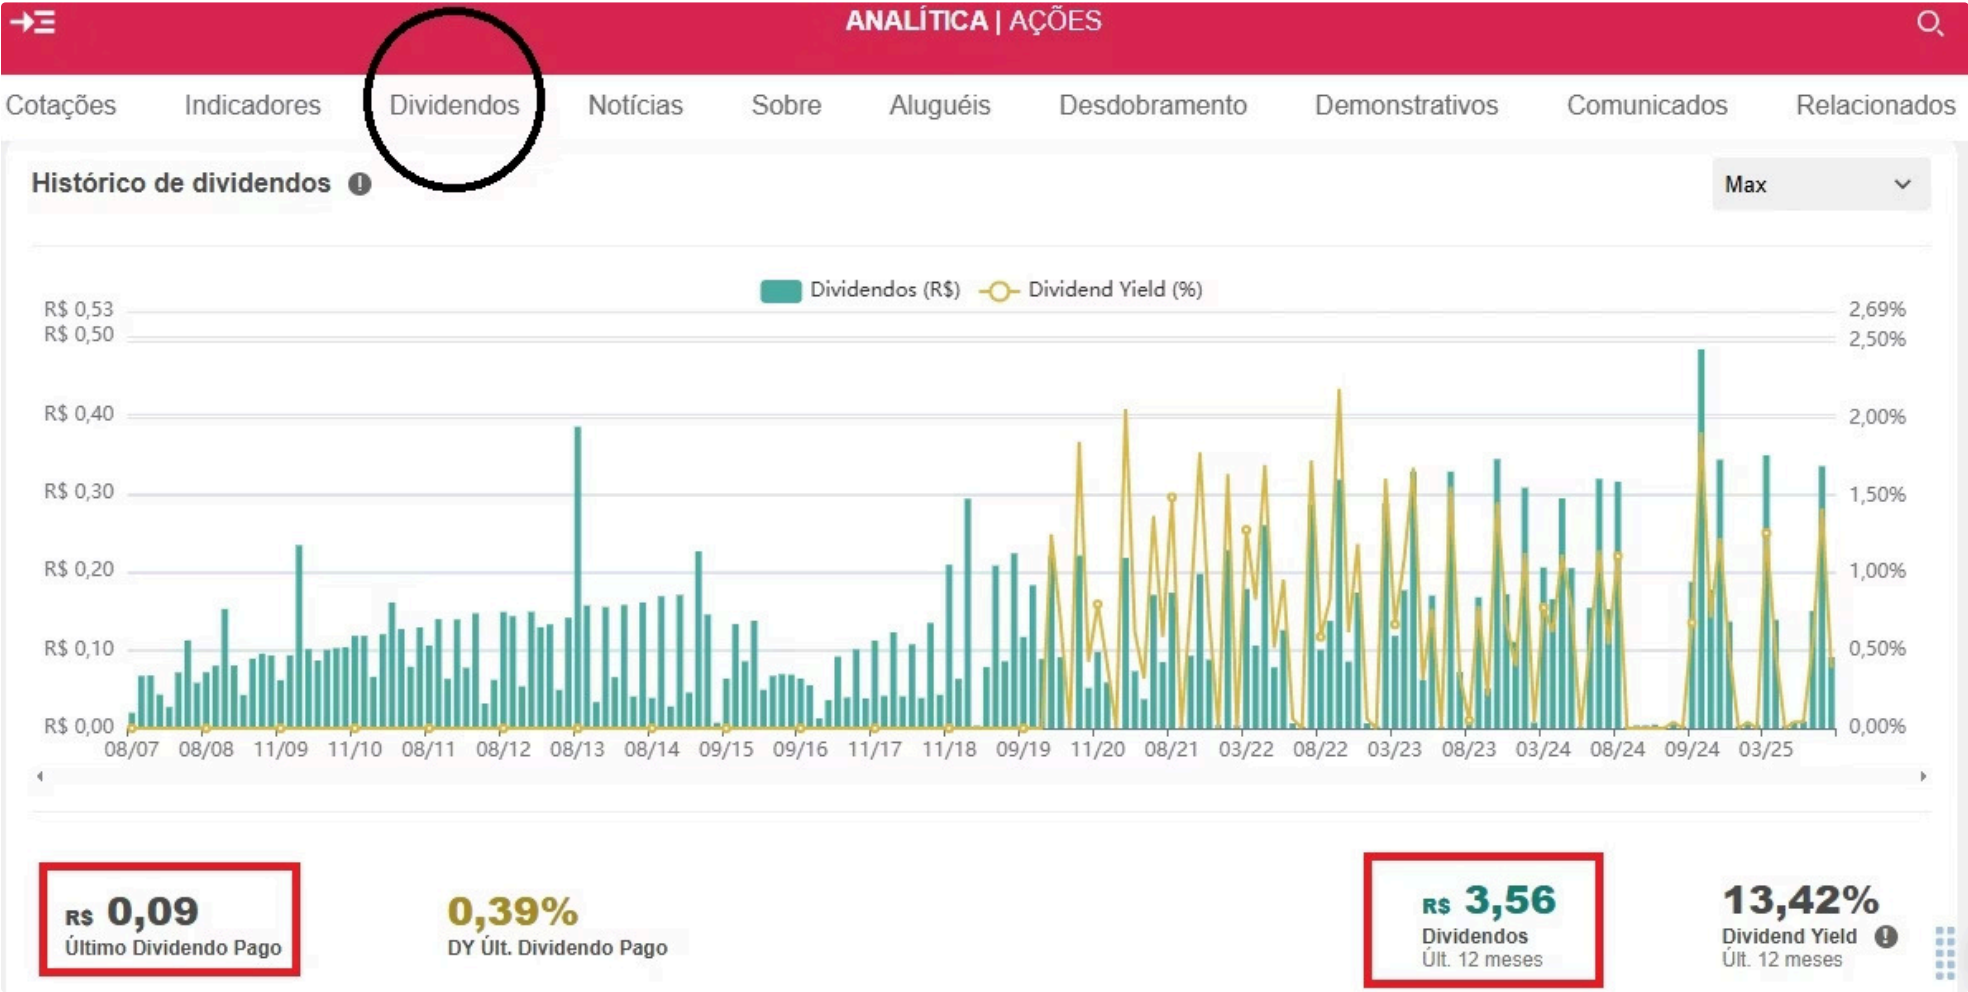 ANALÍTICA | AÇÕES
Cotações Indicadores Dividendos Notícias Sobre Aluguéis Desdobramento Demonstrativos Comunicados Relacionados
Histórico de dividendos
Max
Dividendos (R$) Dividend Yield (%)
R$ 0,53 2,69%
R$ 0,50 2,50%
R$ 0,40 2,00%
R$ 0,30 1,50%
R$ 0,20 1,00%
R$ 0,10 0,50%
R$ 0,00 0,00%
08/07 08/08 11/09 11/10 08/11 08/12 08/13 08/14 09/15 09/16 11/17 11/18 09/19 11/20 08/21 03/22 08/22 03/23 08/23 03/24 08/24 09/24 03/25
R$ 0,09 0,39% R$ 3,56 13,42%
Último Dividendo Pago DY Últ. Dividendo Pago Dividendos Dividend Yield
Últ. 12 meses Últ. 12 meses